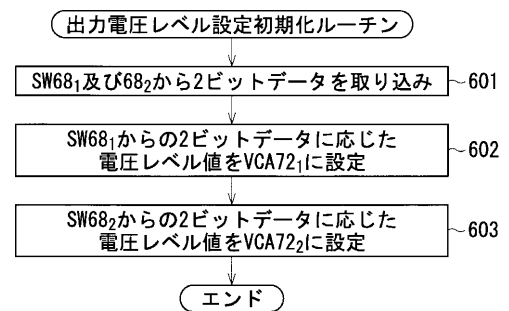 出力電圧レベル設定初期化ルーチン
SW68₁及び68₂から2ビットデータを取り込み
601
SW68₁からの2ビットデータに応じた
電圧レベル値をVCA72₁に設定
602
SW68₂からの2ビットデータに応じた
電圧レベル値をVCA72₂に設定
603
エンド